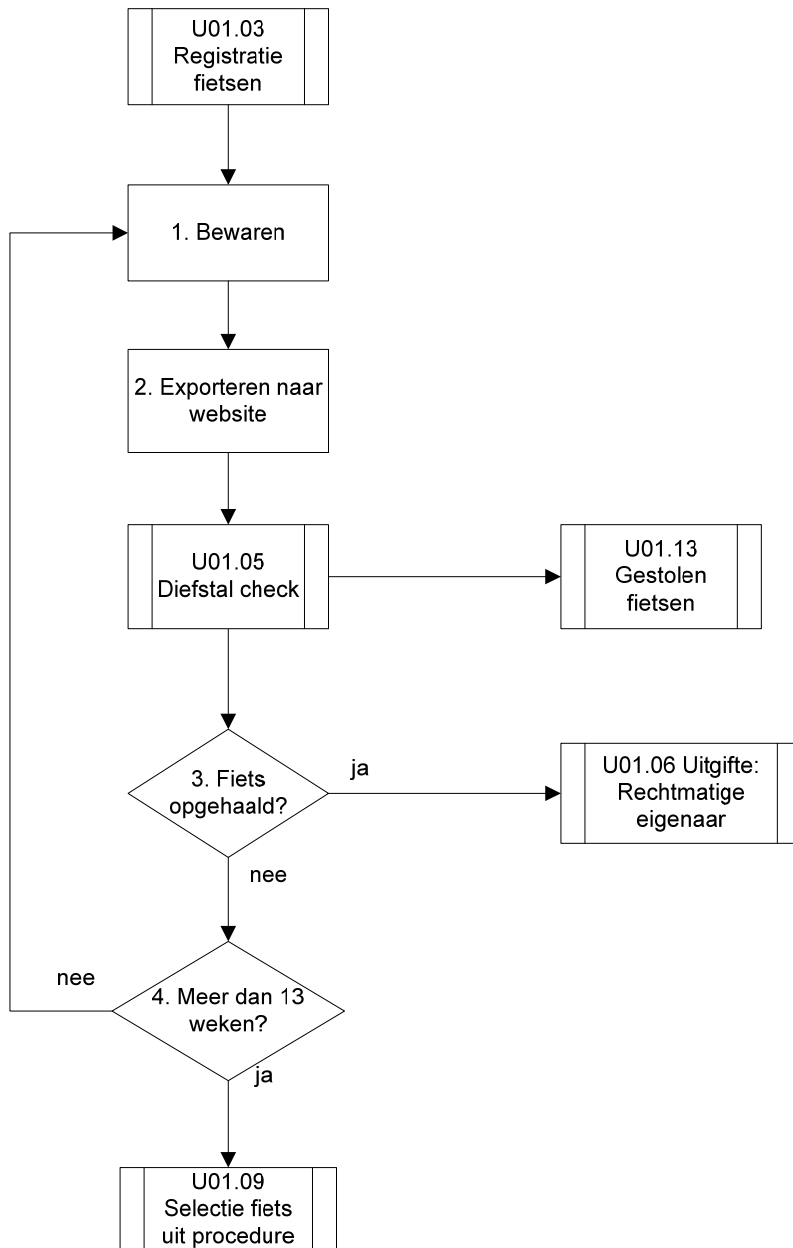 U01.03
Registratie
fietsen
1. Bewaren
2. Exporteren naar
website
U01.05
Diefstal check
U01.13
Gestolen
fietsen
3. Fiets
opgehaald?
ja
U01.06 Uitgifte:
Rechtmatige
eigenaar
nee
4. Meer dan 13
weken?
nee
ja
U01.09
Selectie fiets
uit procedure